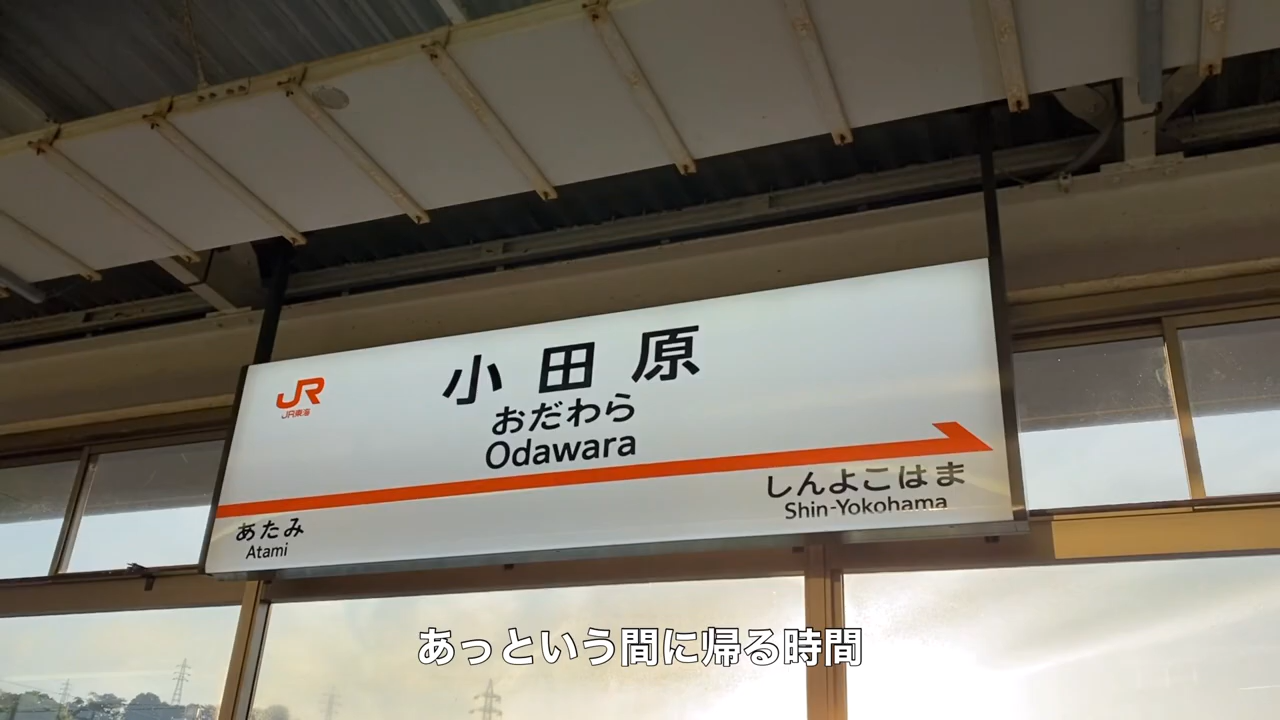 JR
JR東海
小田原
おだわら
Odawara
あたみ
Atami
しんよこはま
Shin-Yokohama
あっという間に帰る時間